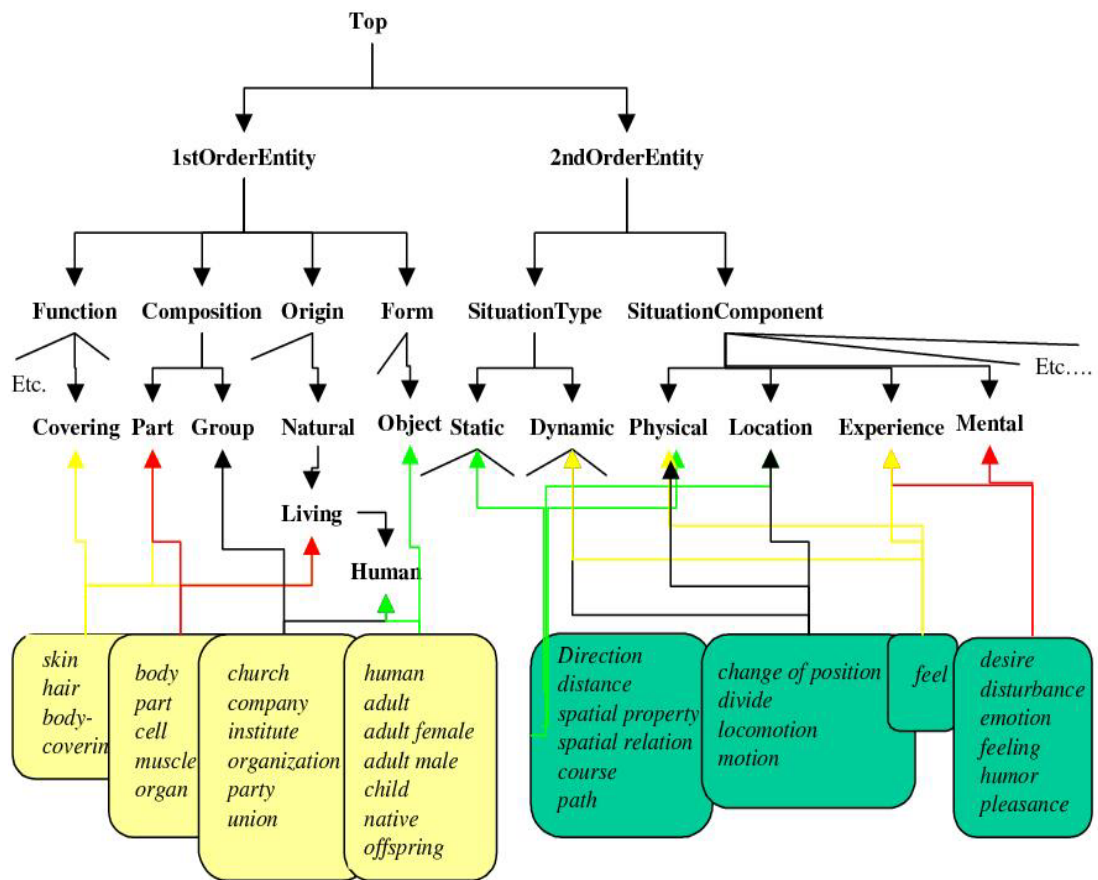 Top
1stOrderEntity 2ndOrderEntity
Function Composition Origin Form SituationType SituationComponent
Etc. Etc….
Covering Part Group Natural Object Static Dynamic Physical Location Experience Mental
Living
Human
skin
hair
body-
coverin
body
part
cell
muscle
organ
church
company
institute
organization
party
union
human
adult
adult female
adult male
child
native
offspring
Direction
distance
spatial property
spatial relation
course
path
change of position
divide
locomotion
motion
feel
desire
disturbance
emotion
feeling
humor
pleasance